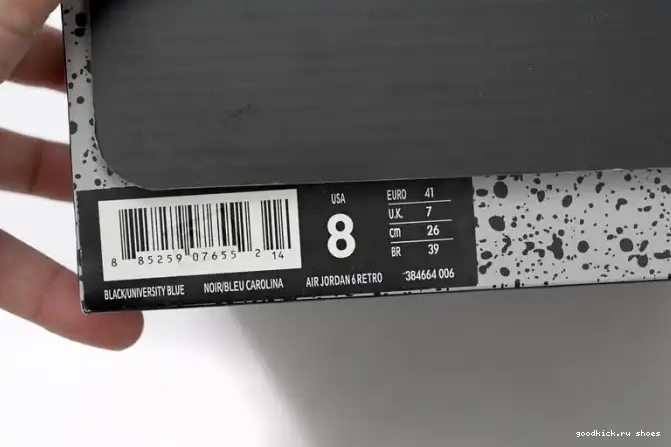 USA
8
EURO 41
U.K. 7
cm 26
BR 39
8 85259 07655 2 14
BLACK/UNIVERSITY BLUE NOIR/BLEU CAROLINA AIR JORDAN 6 RETRO 384664 006
goodkick.ru shoes